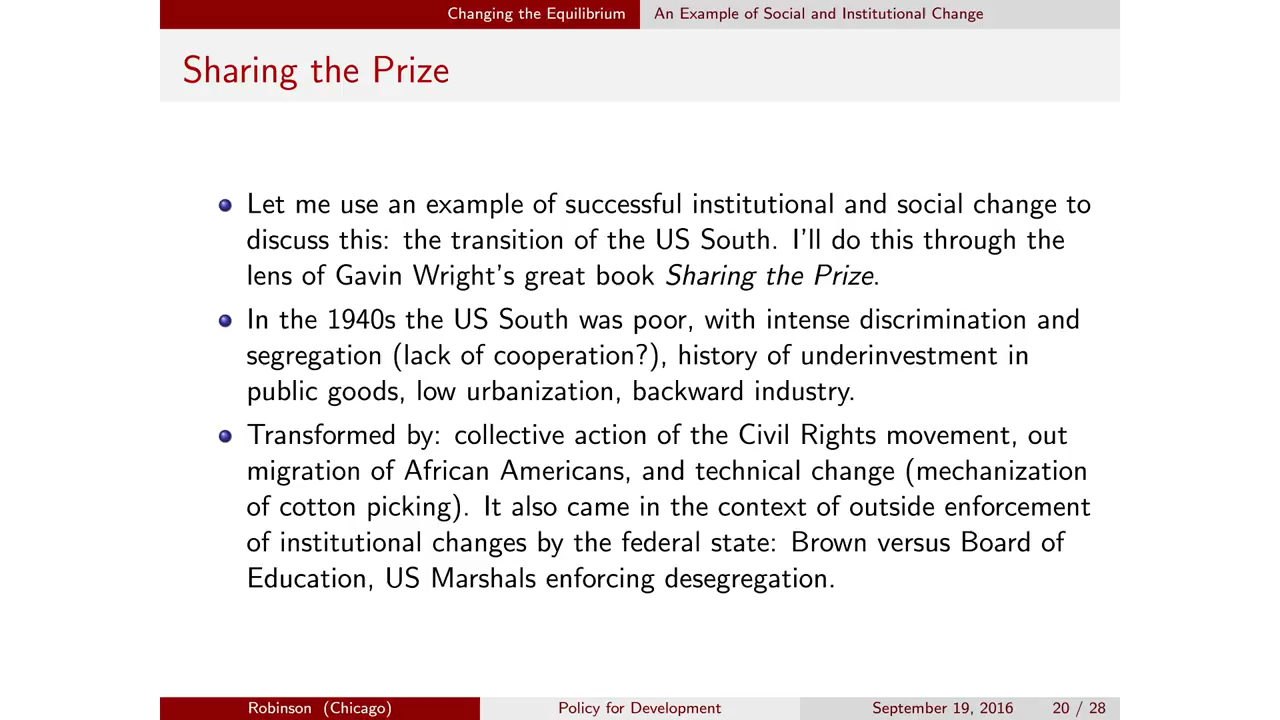 Changing the Equilibrium An Example of Social and Institutional Change
Sharing the Prize
Let me use an example of successful institutional and social change to
discuss this: the transition of the US South. I'll do this through the
lens of Gavin Wright's great book Sharing the Prize.
In the 1940s the US South was poor, with intense discrimination and
segregation (lack of cooperation?), history of underinvestment in
public goods, low urbanization, backward industry.
Transformed by: collective action of the Civil Rights movement, out
migration of African Americans, and technical change (mechanization
of cotton picking). It also came in the context of outside enforcement
of institutional changes by the federal state: Brown versus Board of
Education, US Marshals enforcing desegregation.
Robinson (Chicago) Policy for Development September 19, 2016 20 / 28